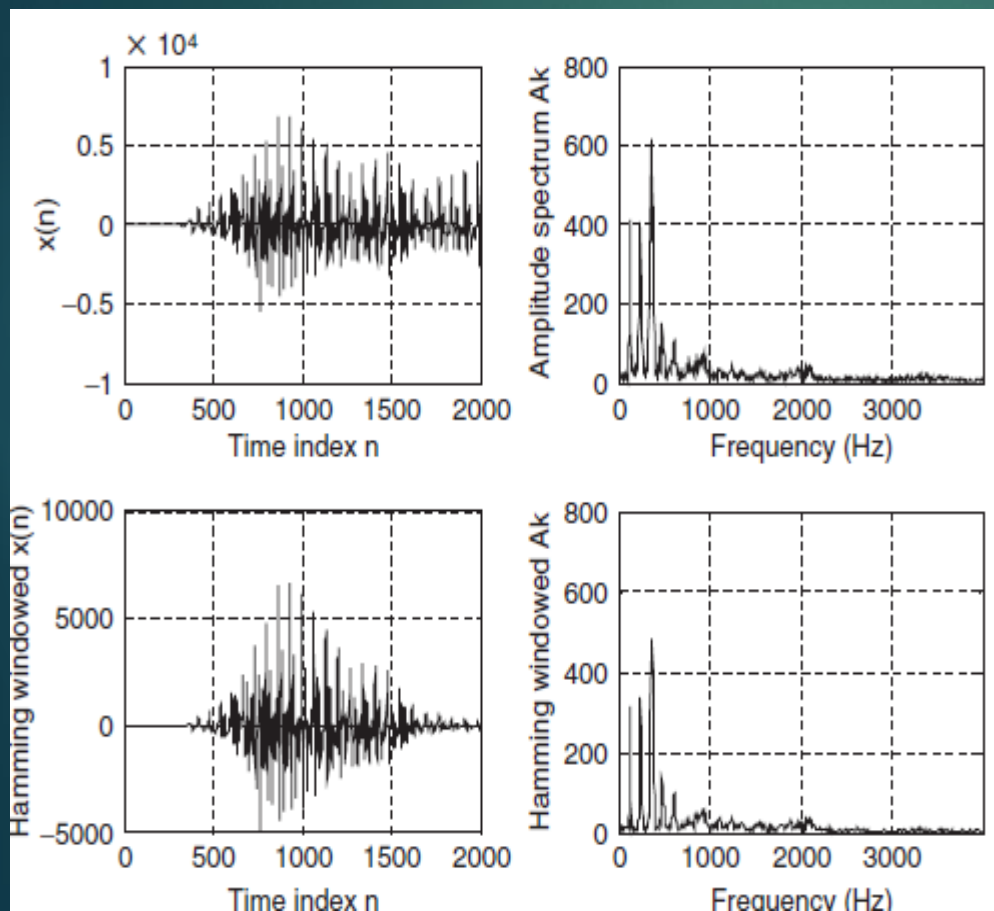 × 10⁴
1
0.5
0
−0.5
−1
x(n)
0 500 1000 1500 2000
Time index n
800
600
400
200
0
Amplitude spectrum Ak
0 1000 2000 3000
Frequency (Hz)
10000
5000
0
−5000
Hamming windowed x(n)
0 500 1000 1500 2000
Time index n
800
600
400
200
0
Hamming windowed Ak
0 1000 2000 3000
Frequency (Hz)